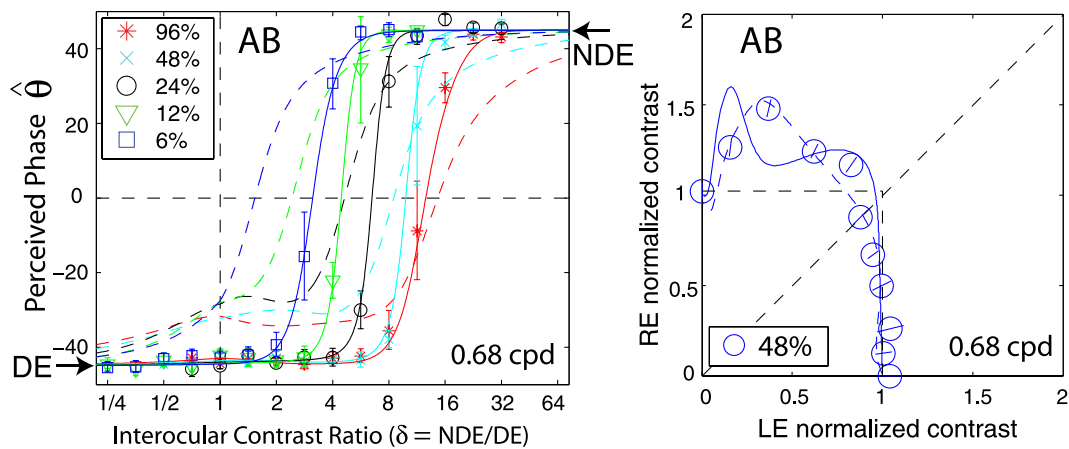 AB
96%
48%
24%
12%
6%
NDE
DE
40
20
0
−20
−40
Perceived Phase θ̂
0.68 cpd
1/4 1/2 1 2 4 8 16 32 64
Interocular Contrast Ratio (δ = NDE/DE)
AB
2
1.5
1
0.5
0
RE normalized contrast
48%
0.68 cpd
0 0.5 1 1.5 2
LE normalized contrast